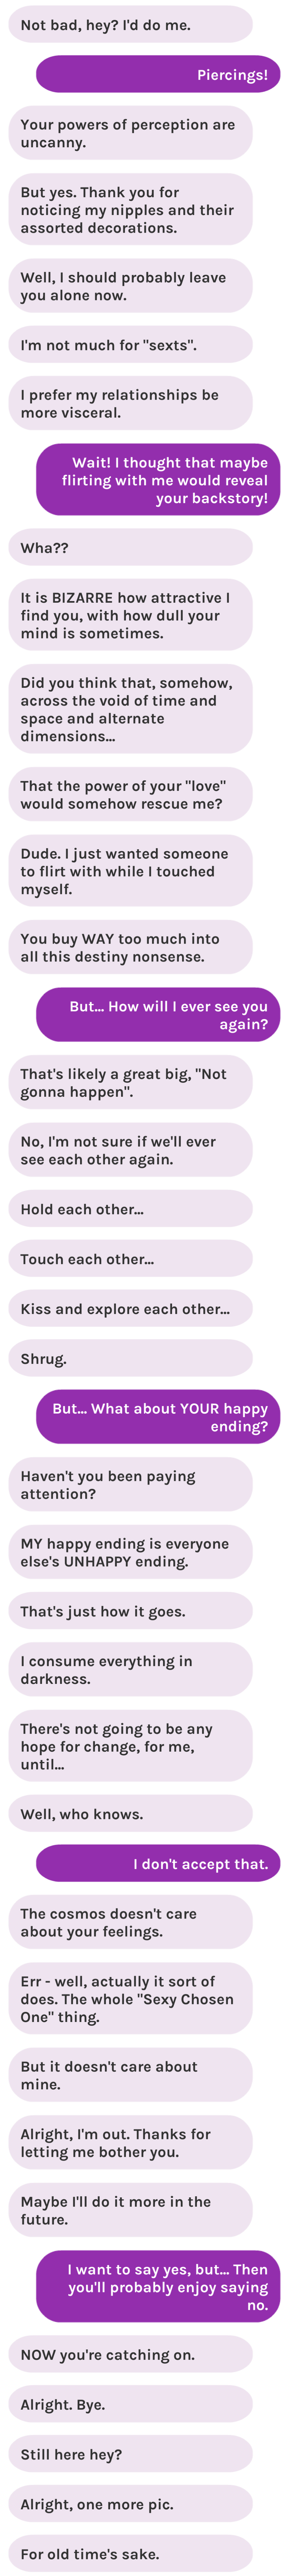 Not bad, hey? I'd do me.
Piercings!
Your powers of perception are
uncanny.
But yes. Thank you for
noticing my nipples and their
assorted decorations.
Well, I should probably leave
you alone now.
I'm not much for "sexts".
I prefer my relationships be
more visceral.
Wait! I thought that maybe
flirting with me would reveal
your backstory!
Wha??
It is BIZARRE how attractive I
find you, with how dull your
mind is sometimes.
Did you think that, somehow,
across the void of time and
space and alternate
dimensions...
That the power of your "love"
would somehow rescue me?
Dude. I just wanted someone
to flirt with while I touched
myself.
You buy WAY too much into
all this destiny nonsense.
But... How will I ever see you
again?
That's likely a great big, "Not
gonna happen".
No, I'm not sure if we'll ever
see each other again.
Hold each other...
Touch each other...
Kiss and explore each other...
Shrug.
But... What about YOUR happy
ending?
Haven't you been paying
attention?
MY happy ending is everyone
else's UNHAPPY ending.
That's just how it goes.
I consume everything in
darkness.
There's not going to be any
hope for change, for me,
until...
Well, who knows.
I don't accept that.
The cosmos doesn't care
about your feelings.
Err - well, actually it sort of
does. The whole "Sexy Chosen
One" thing.
But it doesn't care about
mine.
Alright, I'm out. Thanks for
letting me bother you.
Maybe I'll do it more in the
future.
I want to say yes, but... Then
you'll probably enjoy saying
no.
NOW you're catching on.
Alright. Bye.
Still here hey?
Alright, one more pic.
For old time's sake.